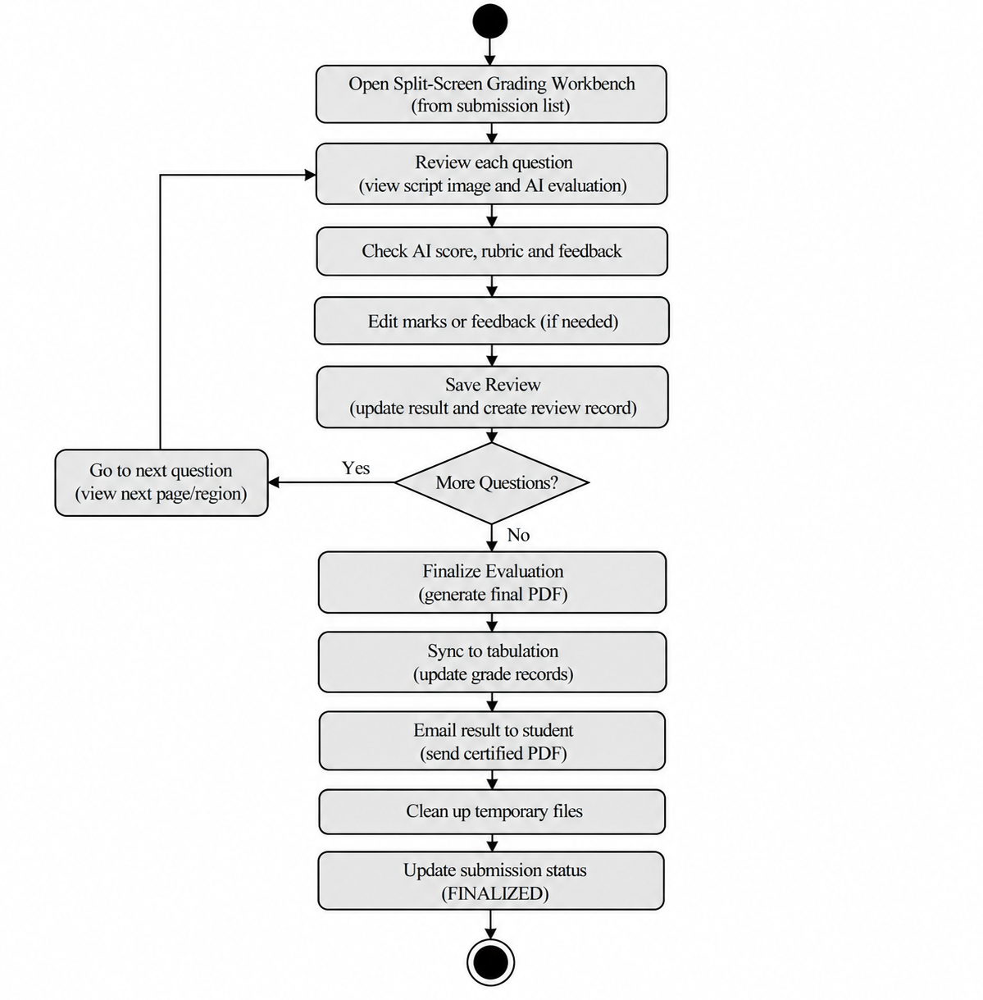 Open Split-Screen Grading Workbench
(from submission list)
Review each question
(view script image and AI evaluation)
Check AI score, rubric and feedback
Edit marks or feedback (if needed)
Save Review
(update result and create review record)
More Questions?
Yes
Go to next question
(view next page/region)
No
Finalize Evaluation
(generate final PDF)
Sync to tabulation
(update grade records)
Email result to student
(send certified PDF)
Clean up temporary files
Update submission status
(FINALIZED)